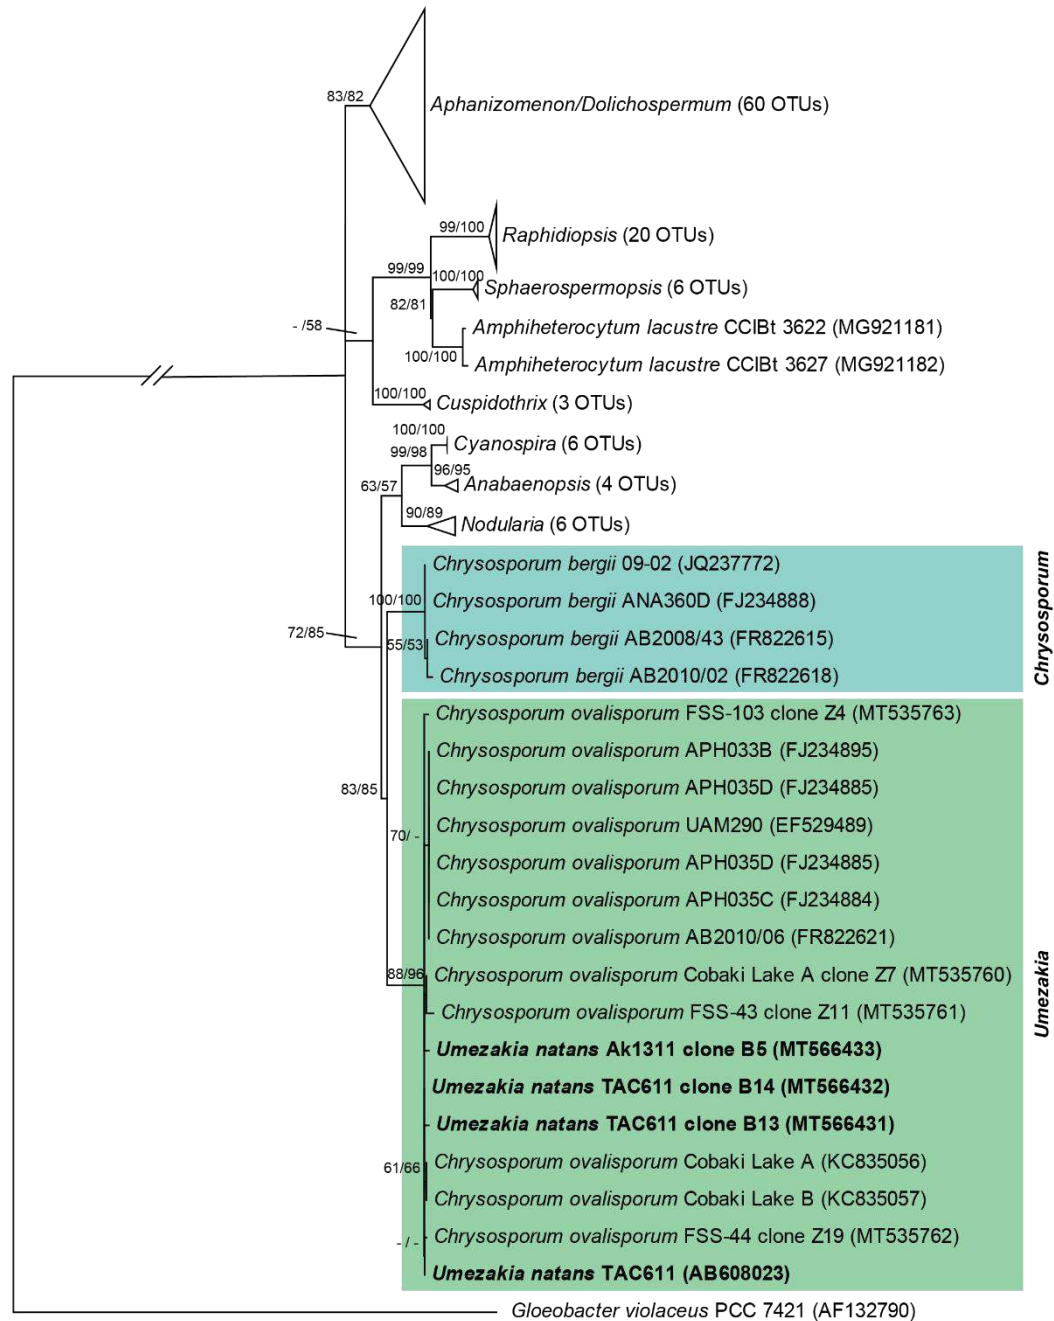 83/82
Aphanizomenon/Dolichospermum (60 OTUs)
99/100
Raphidiopsis (20 OTUs)
99/99
100/100
Sphaerospermopsis (6 OTUs)
82/81
- /58
Amphiheterocytum lacustre CCIBt 3622 (MG921181)
100/100
Amphiheterocytum lacustre CCIBt 3627 (MG921182)
100/100
Cuspidothrix (3 OTUs)
100/100
Cyanospira (6 OTUs)
99/98
96/95
Anabaenopsis (4 OTUs)
63/57
90/89
Nodularia (6 OTUs)
Chrysosporum bergii 09-02 (JQ237772)
100/100
Chrysosporum bergii ANA360D (FJ234888)
72/85
55/53
Chrysosporum bergii AB2008/43 (FR822615)
Chrysosporum bergii AB2010/02 (FR822618)
Chrysosporum
Chrysosporum ovalisporum FSS-103 clone Z4 (MT535763)
Chrysosporum ovalisporum APH033B (FJ234895)
83/85
Chrysosporum ovalisporum APH035D (FJ234885)
70/ -
Chrysosporum ovalisporum UAM290 (EF529489)
Chrysosporum ovalisporum APH035D (FJ234885)
Chrysosporum ovalisporum APH035C (FJ234884)
Chrysosporum ovalisporum AB2010/06 (FR822621)
88/96
Chrysosporum ovalisporum Cobaki Lake A clone Z7 (MT535760)
Chrysosporum ovalisporum FSS-43 clone Z11 (MT535761)
Umezakia
Umezakia natans Ak1311 clone B5 (MT566433)
Umezakia natans TAC611 clone B14 (MT566432)
Umezakia natans TAC611 clone B13 (MT566431)
61/66
Chrysosporum ovalisporum Cobaki Lake A (KC835056)
Chrysosporum ovalisporum Cobaki Lake B (KC835057)
- / -
Chrysosporum ovalisporum FSS-44 clone Z19 (MT535762)
Umezakia natans TAC611 (AB608023)
Gloeobacter violaceus PCC 7421 (AF132790)